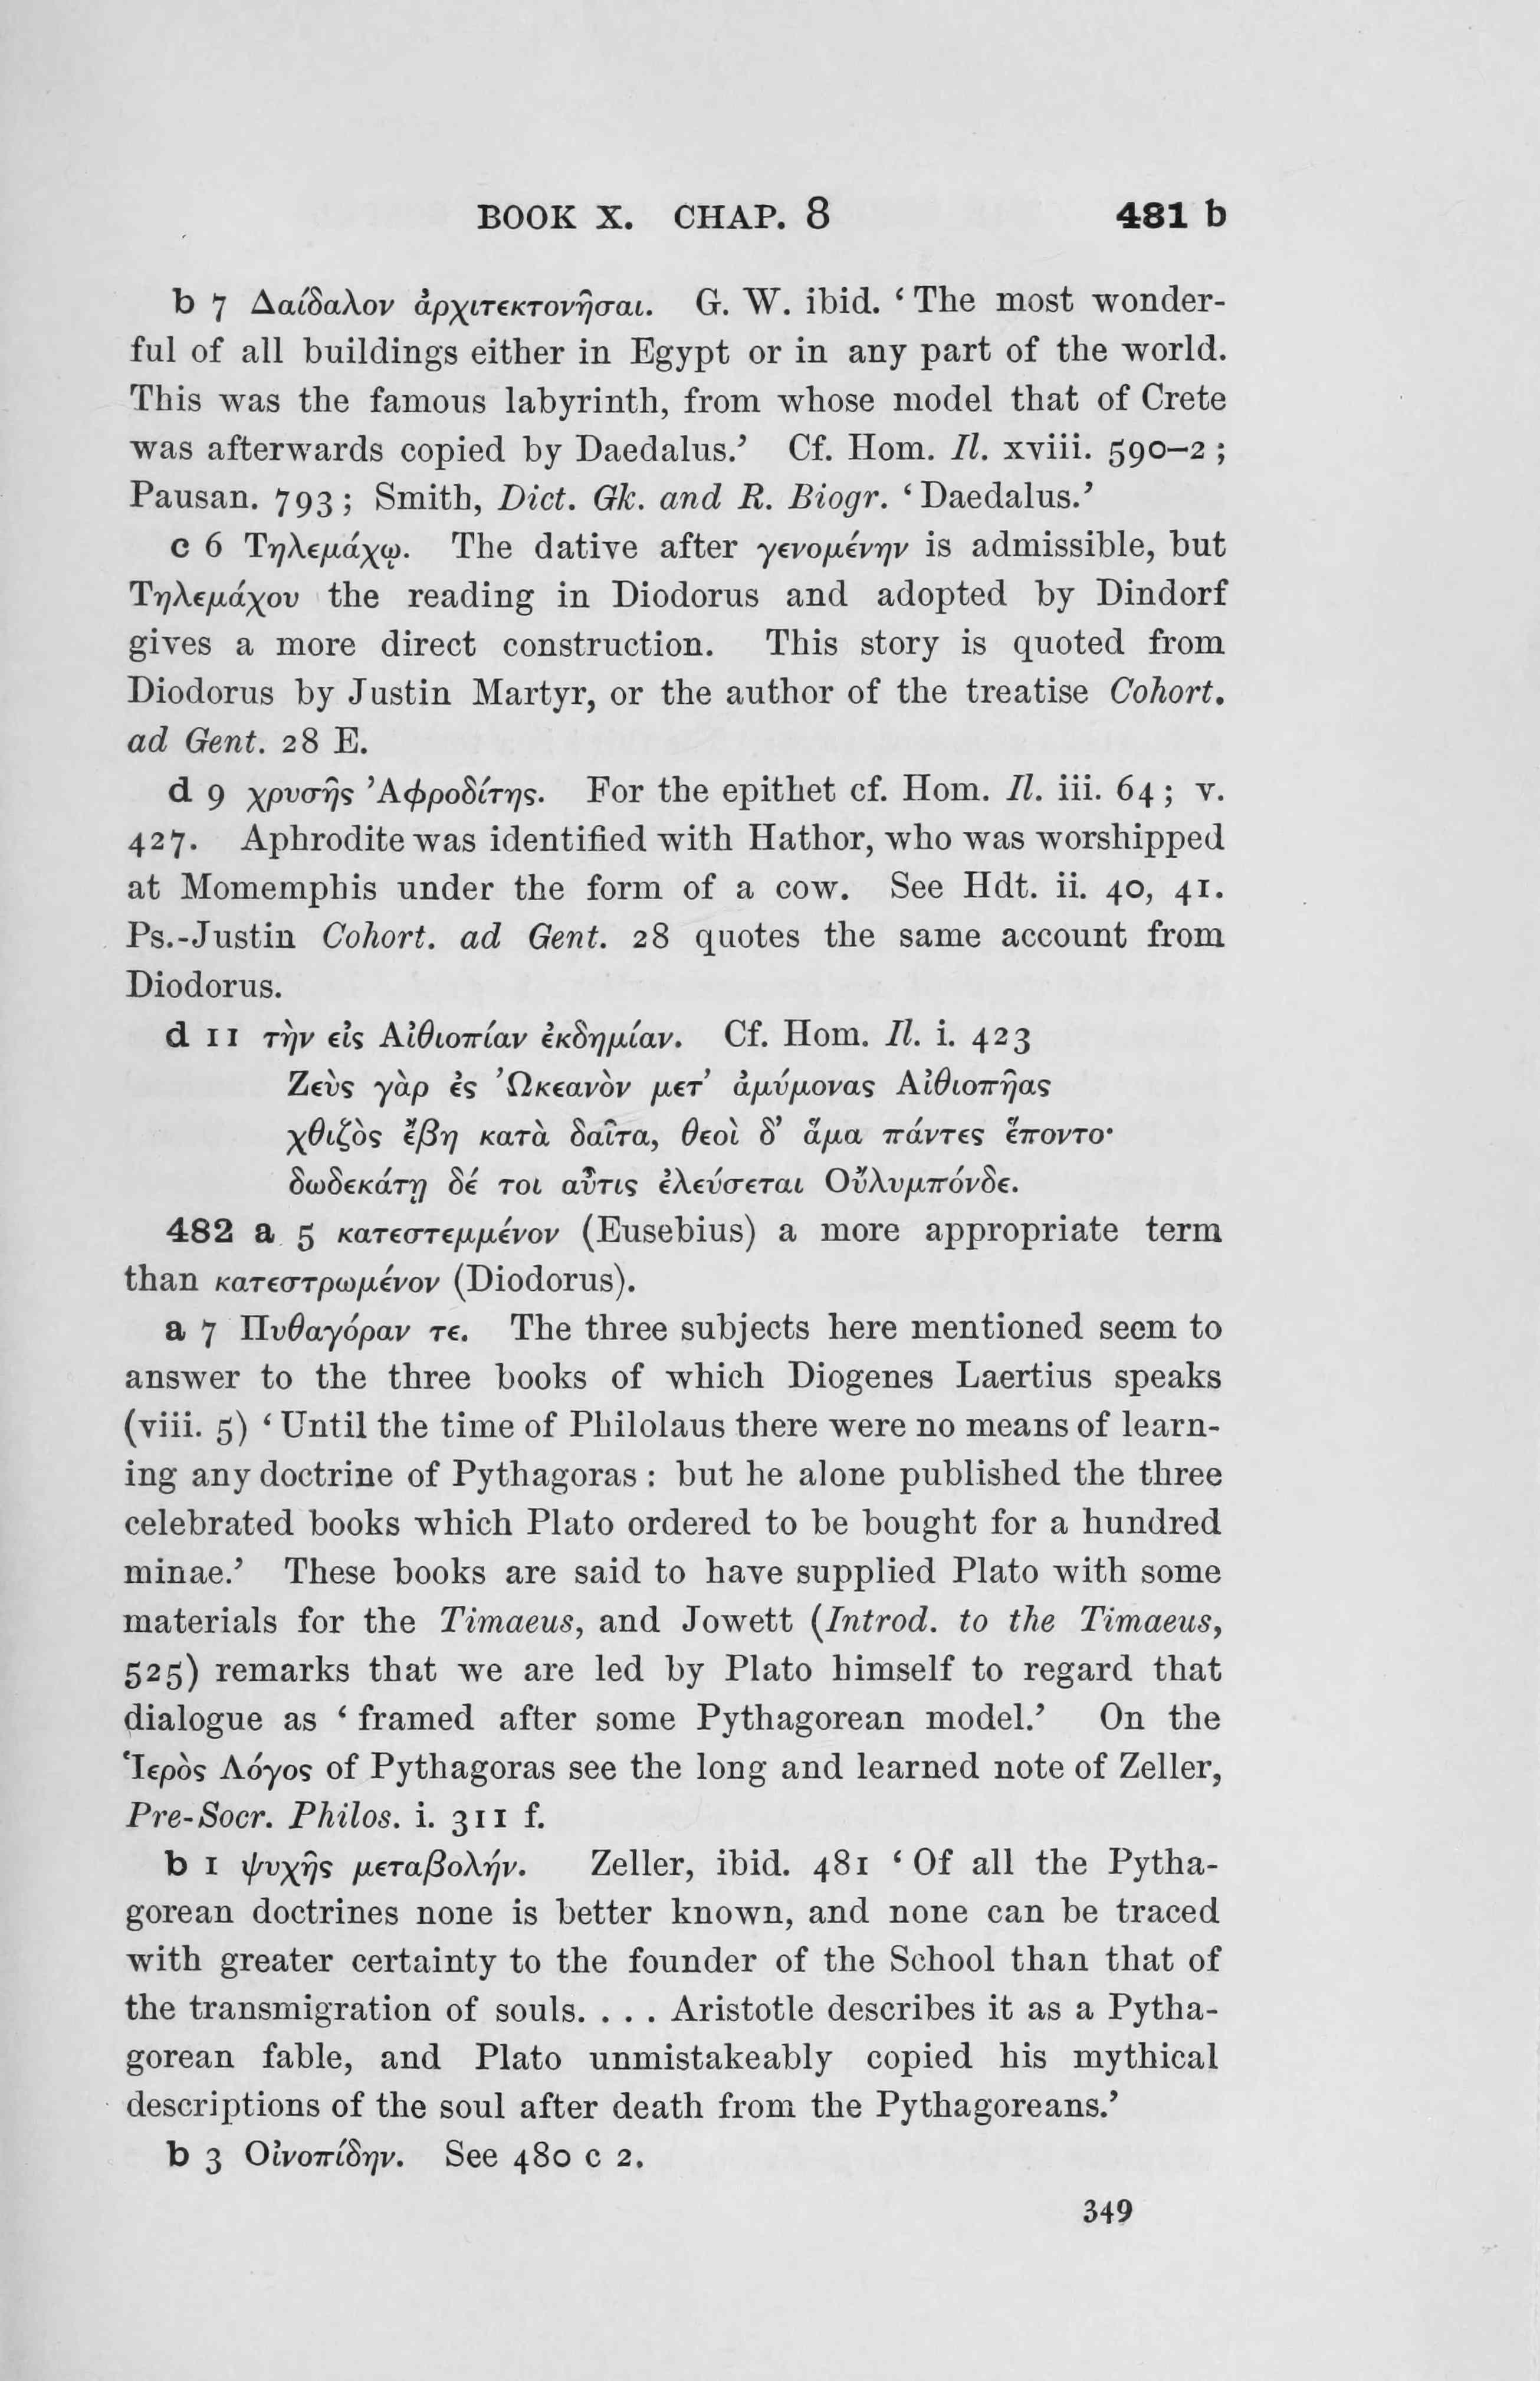 BOOK X. CHAP. 8 481 b
b 7 Δαίδαλον ἀρχιτεκτονῆσαι. G. W. ibid. ‘The most wonder-
ful of all buildings either in Egypt or in any part of the world.
This was the famous labyrinth, from whose model that of Crete
was afterwards copied by Daedalus.’ Cf. Hom. Il. xviii. 590–2;
Pausan. 793; Smith, Dict. Gk. and R. Biogr. ‘Daedalus.’
c 6 Τηλεμάχῳ. The dative after γενομένην is admissible, but
Τηλεμάχου the reading in Diodorus and adopted by Dindorf
gives a more direct construction. This story is quoted from
Diodorus by Justin Martyr, or the author of the treatise Cohort.
ad Gent. 28 E.
d 9 χρυσῆς Ἀφροδίτης. For the epithet cf. Hom. Il. iii. 64; v.
427. Aphrodite was identified with Hathor, who was worshipped
at Momemphis under the form of a cow. See Hdt. ii. 40, 41.
Ps.-Justin Cohort. ad Gent. 28 quotes the same account from
Diodorus.
d 11 τὴν εἰς Αἰθιοπίαν ἐκδημίαν. Cf. Hom. Il. i. 423
Ζεὺς γὰρ ἐς Ὠκεανὸν μετ’ ἀμύμονας Αἰθιοπῆας
χθιζὸς ἔβη κατὰ δαῖτα, θεοὶ δ’ ἅμα πάντες ἕποντο·
δωδεκάτῃ δέ τοι αὖτις ἐλεύσεται Οὔλυμπόνδε.
482 a 5 κατεστεμμένον (Eusebius) a more appropriate term
than κατεστρωμένον (Diodorus).
a 7 Πυθαγόραν τε. The three subjects here mentioned seem to
answer to the three books of which Diogenes Laertius speaks
(viii. 5) ‘Until the time of Philolaus there were no means of learn-
ing any doctrine of Pythagoras: but he alone published the three
celebrated books which Plato ordered to be bought for a hundred
minae.’ These books are said to have supplied Plato with some
materials for the Timaeus, and Jowett (Introd. to the Timaeus,
525) remarks that we are led by Plato himself to regard that
dialogue as ‘framed after some Pythagorean model.’ On the
Ἱερὸς Λόγος of Pythagoras see the long and learned note of Zeller,
Pre-Socr. Philos. i. 311 f.
b 1 ψυχῆς μεταβολήν. Zeller, ibid. 481 ‘Of all the Pytha-
gorean doctrines none is better known, and none can be traced
with greater certainty to the founder of the School than that of
the transmigration of souls. . . . Aristotle describes it as a Pytha-
gorean fable, and Plato unmistakeably copied his mythical
descriptions of the soul after death from the Pythagoreans.’
b 3 Οἰνοπίδην. See 480 c 2.
349